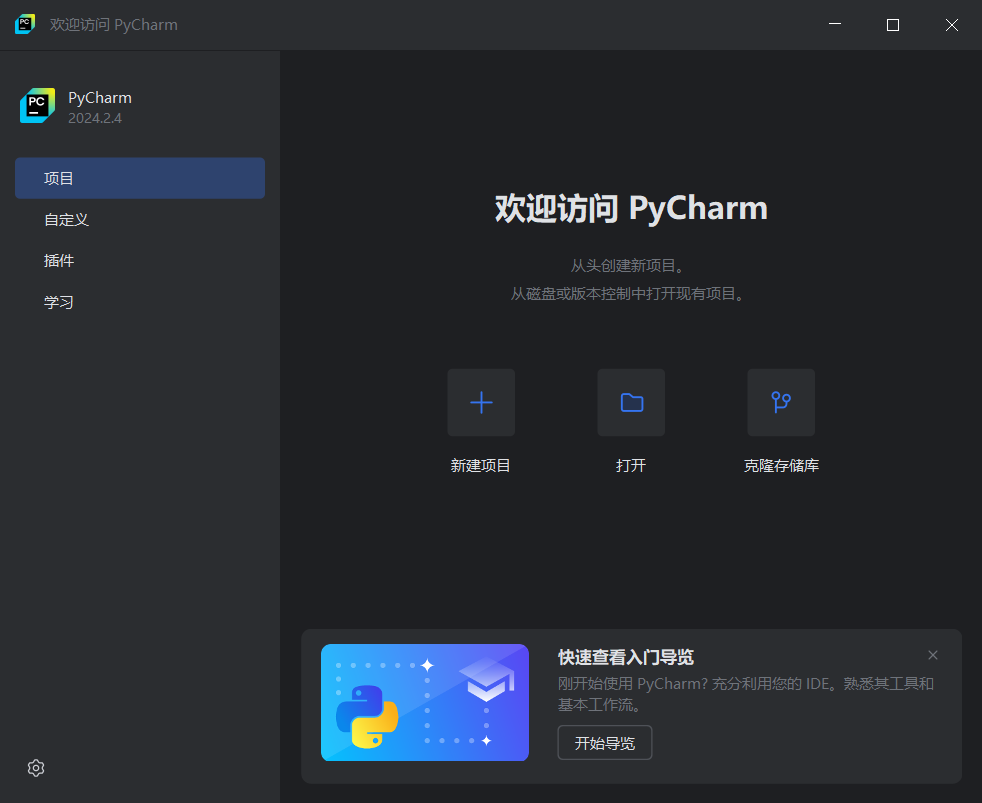 欢迎访问 PyCharm
PyCharm
2024.2.4
项目
自定义
插件
学习
欢迎访问 PyCharm
从头创建新项目。
从磁盘或版本控制中打开现有项目。
新建项目
打开
克隆存储库
快速查看入门导览
刚开始使用 PyCharm? 充分利用您的 IDE。熟悉其工具和
基本工作流。
开始导览